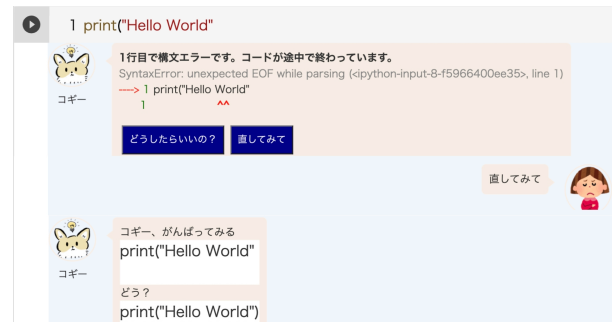 1 print("Hello World"
1行目で構文エラーです。コードが途中で終わっています。
SyntaxError: unexpected EOF while parsing (<ipython-input-8-f5966400ee35>, line 1)
----> 1 print("Hello World"
1 ^^
コギー
どうしたらいいの？ 直してみて
直してみて
コギー、がんばってみる
print("Hello World"
コギー
どう？
print("Hello World")